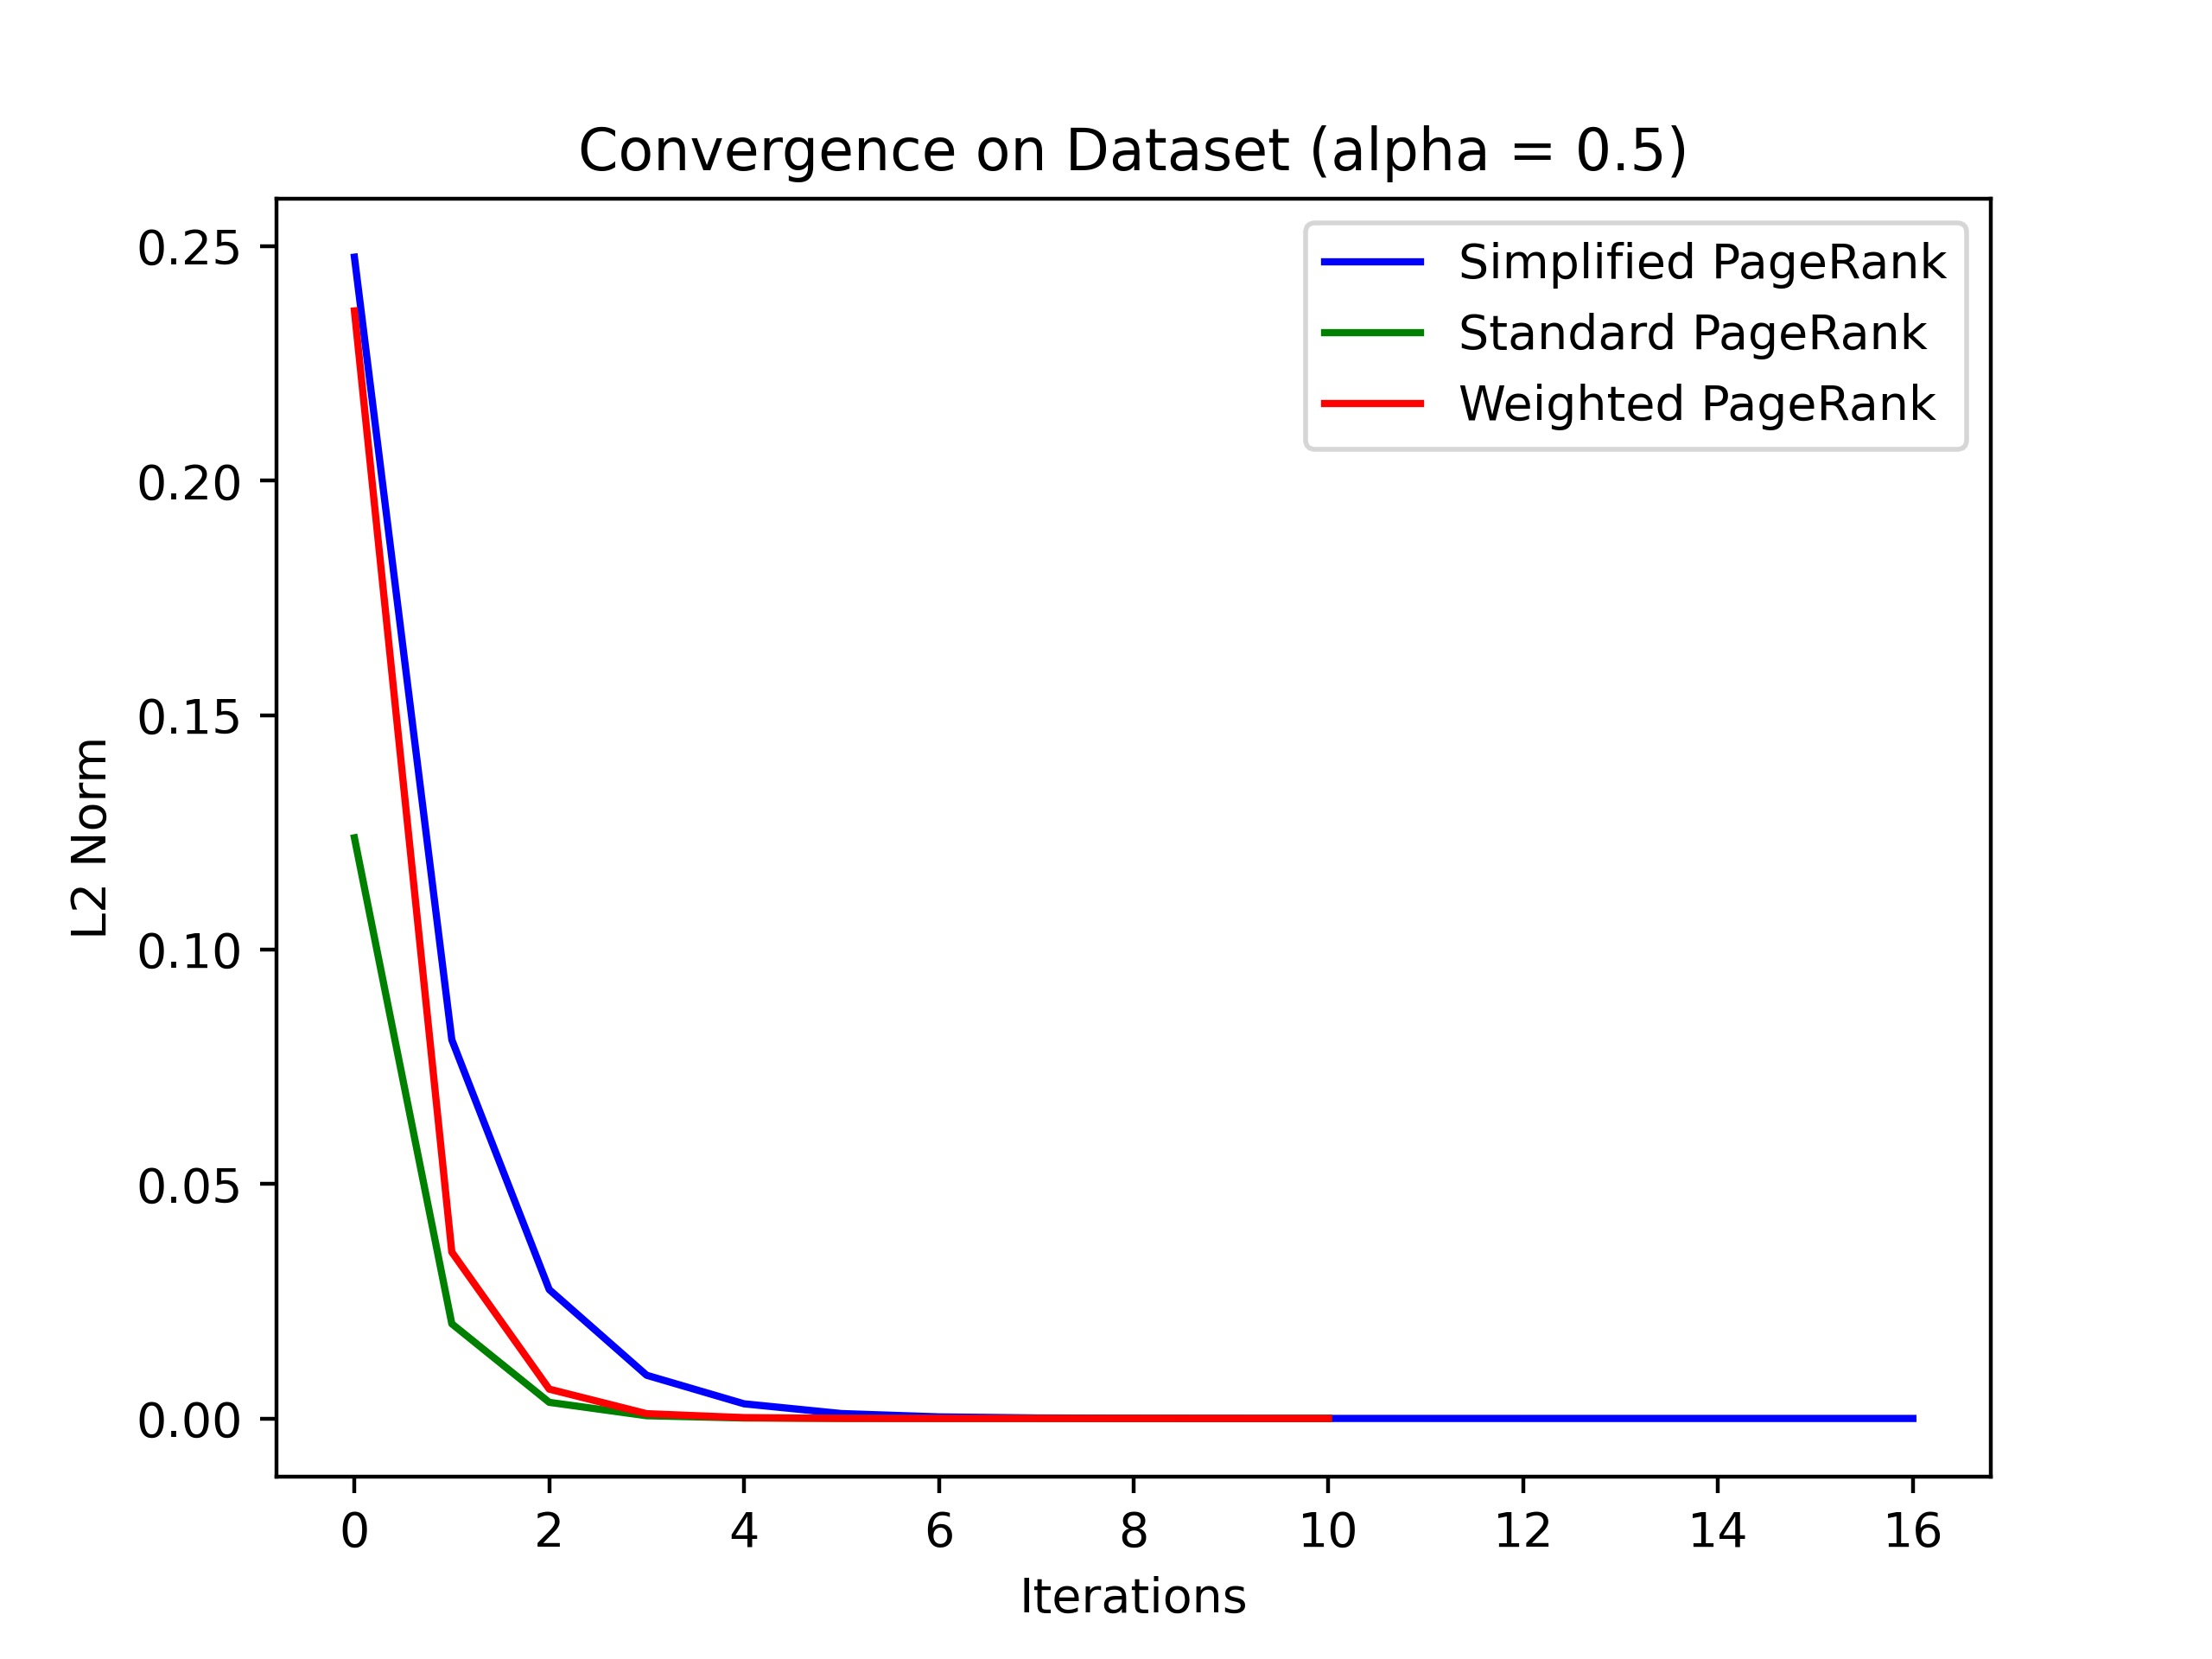 Convergence on Dataset (alpha = 0.5)
Simplified PageRank
Standard PageRank
Weighted PageRank
L2 Norm
0.25
0.20
0.15
0.10
0.05
0.00
0 2 4 6 8 10 12 14 16
Iterations